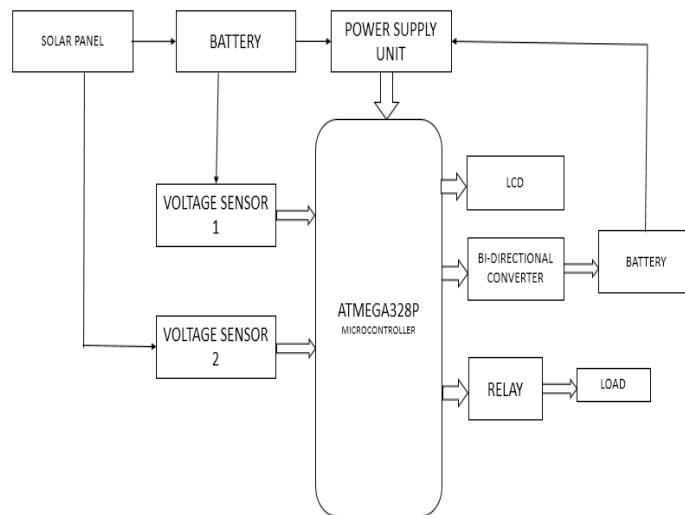 SOLAR PANEL
BATTERY
POWER SUPPLY
UNIT
VOLTAGE SENSOR
1
LCD
BI-DIRECTIONAL
CONVERTER
BATTERY
ATMEGA328P
MICROCONTROLLER
VOLTAGE SENSOR
2
RELAY
LOAD